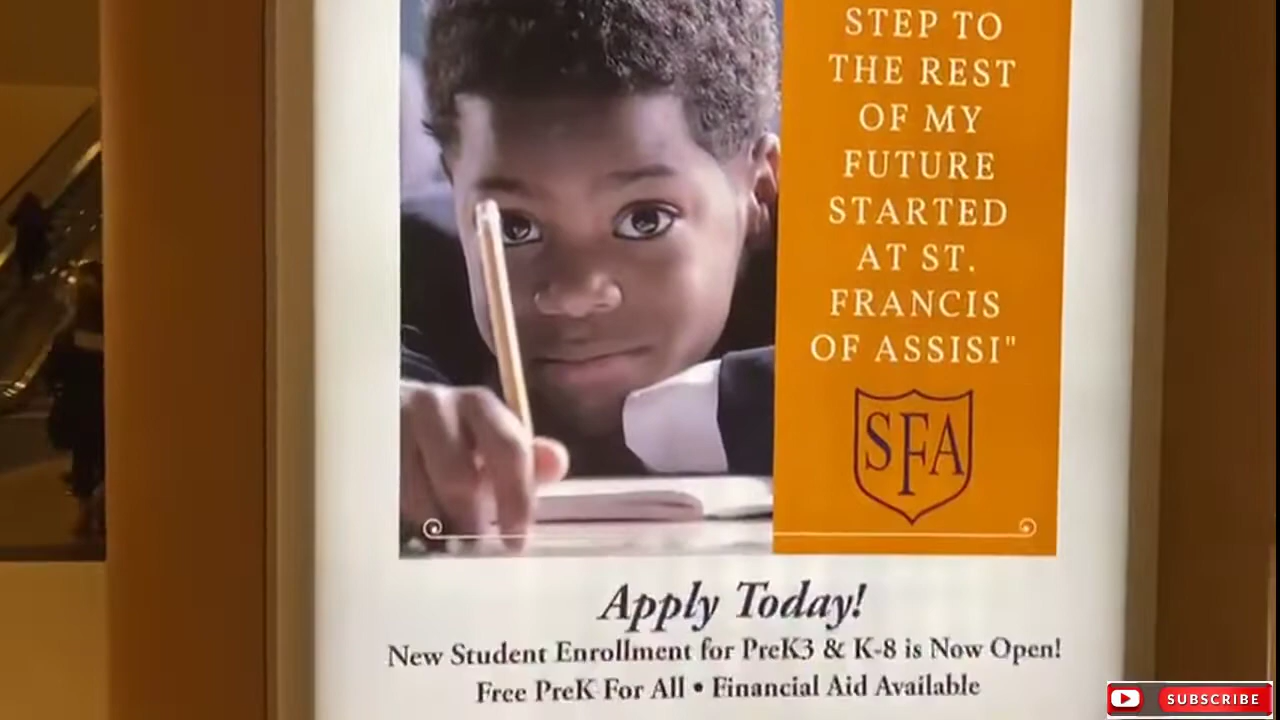 STEP TO
THE REST
OF MY
FUTURE
STARTED
AT ST.
FRANCIS
OF ASSISI"
SFA
Apply Today!
New Student Enrollment for PreK3 & K-8 is Now Open!
Free PreK For All • Financial Aid Available
SUBSCRIBE